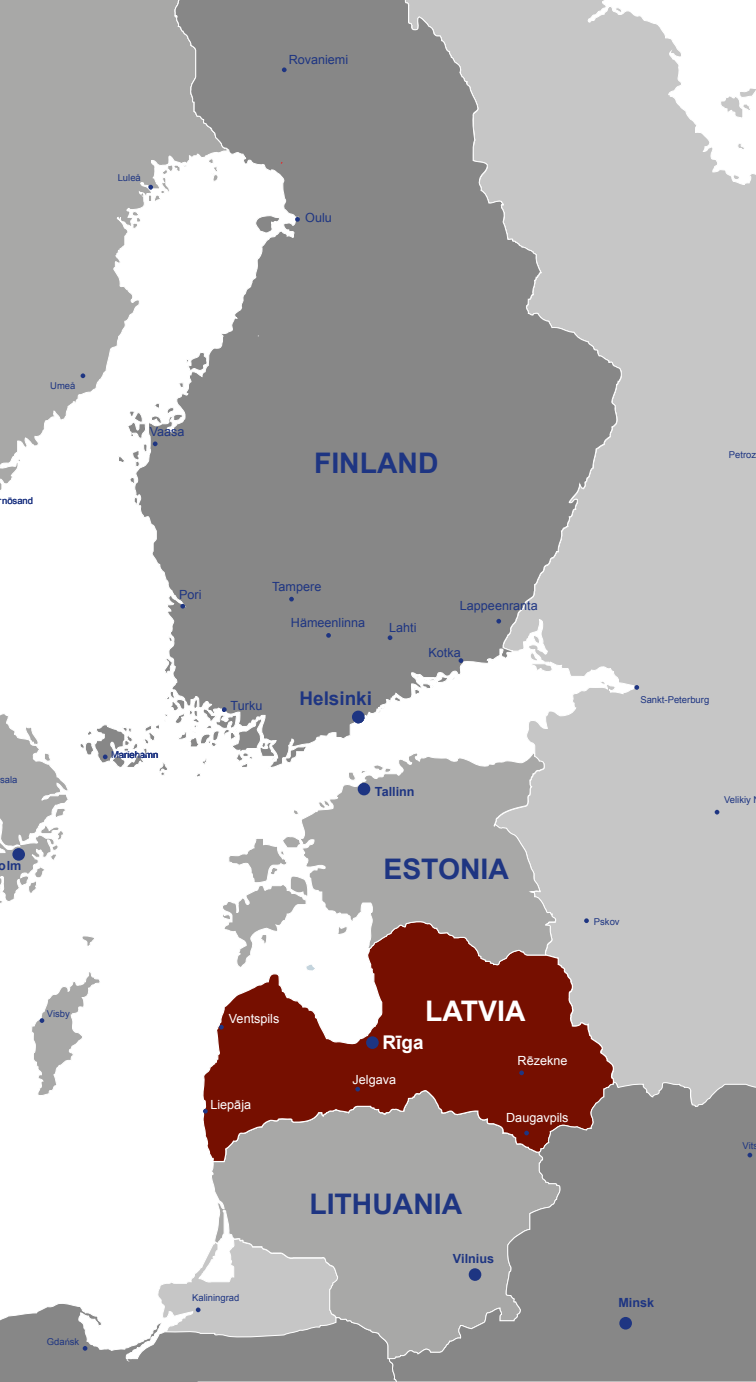 Rovaniemi
Luleå
Oulu
Umeå
Vaasa
FINLAND
Petroz
rnösand
Tampere
Pori
Lappeenranta
Hämeenlinna
Lahti
Kotka
Helsinki
Sankt-Peterburg
Turku
Mariehamn
sala
Tallinn
Velikiy N
olm
ESTONIA
Pskov
LATVIA
Visby
Ventspils
Rīga
Rēzekne
Jelgava
Liepāja
Daugavpils
Vits
LITHUANIA
Vilnius
Kaliningrad
Minsk
Gdańsk